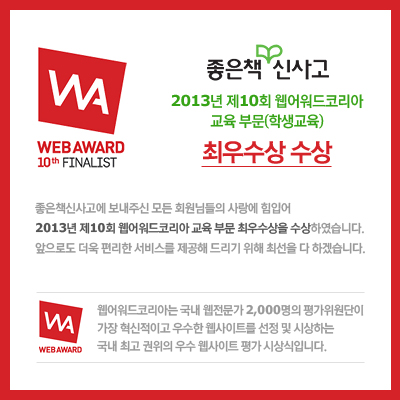 WA
WEB AWARD
10th FINALIST
좋은책 신사고
2013년 제10회 웹어워드코리아
교육 부문(학생교육)
최우수상 수상
좋은책신사고에 보내주신 모든 회원님들의 사랑에 힘입어
2013년 제10회 웹어워드코리아 교육 부문 최우수상을 수상하였습니다.
앞으로도 더욱 편리한 서비스를 제공해 드리기 위해 최선을 다 하겠습니다.
WA
WEB AWARD
웹어워드코리아는 국내 웹전문가 2,000명의 평가위원단이
가장 혁신적이고 우수한 웹사이트를 선정 및 시상하는
국내 최고 권위의 우수 웹사이트 평가 시상식입니다.